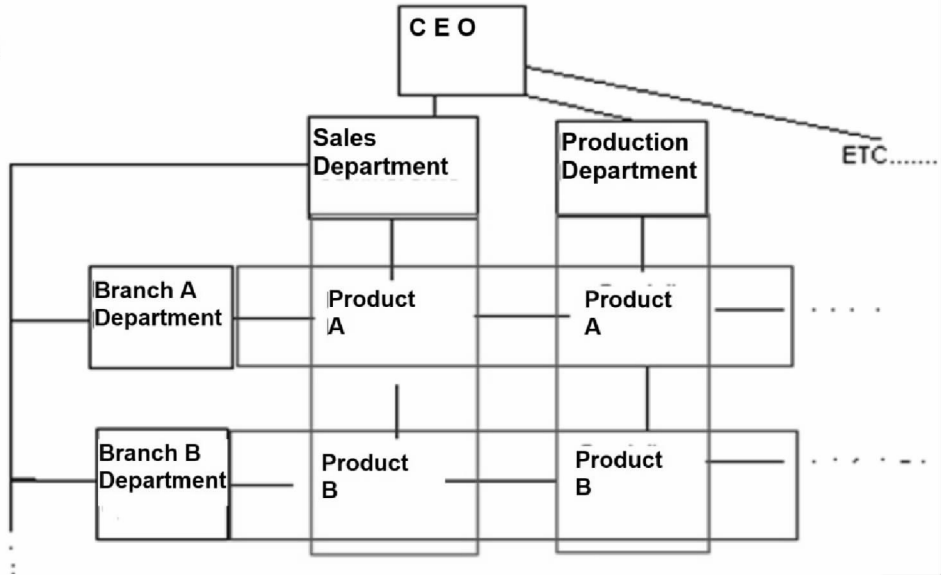 C E O
Sales
Department
Production
Department
ETC.......
Branch A
Department
Product
A
Product
A
Branch B
Department
Product
B
Product
B